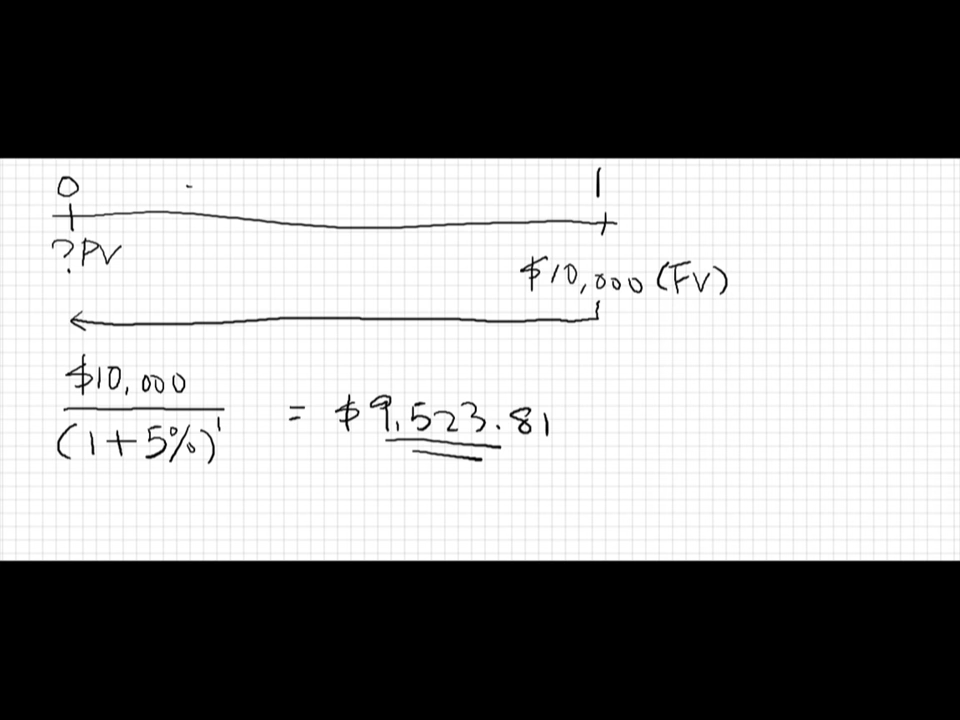 0 1
?PV
$10,000 (FV)
$10,000
(1+5%)¹ = $9,523.81